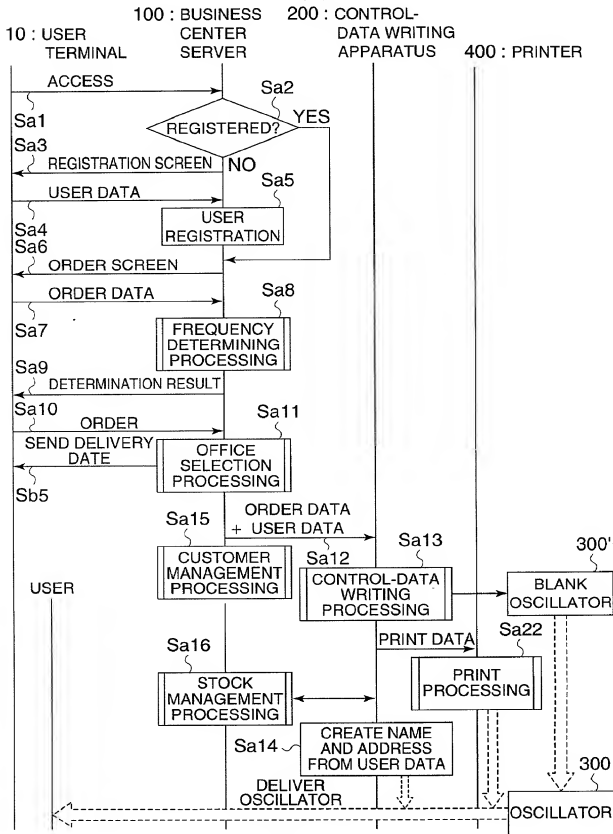 10 : USER
TERMINAL
100 : BUSINESS
CENTER
SERVER
200 : CONTROL-
DATA WRITING
APPARATUS
400 : PRINTER
ACCESS
Sa1
Sa2
REGISTERED?
YES
NO
Sa3
REGISTRATION SCREEN
USER DATA
Sa4
Sa5
USER
REGISTRATION
Sa6
ORDER SCREEN
ORDER DATA
Sa7
Sa8
FREQUENCY
DETERMINING
PROCESSING
Sa9
DETERMINATION RESULT
Sa10
ORDER
Sa11
OFFICE
SELECTION
PROCESSING
SEND DELIVERY
DATE
Sb5
ORDER DATA
+ USER DATA
Sa12
Sa15
CUSTOMER
MANAGEMENT
PROCESSING
Sa13
CONTROL-DATA
WRITING
PROCESSING
300'
BLANK
OSCILLATOR
USER
PRINT DATA
Sa22
PRINT
PROCESSING
Sa16
STOCK
MANAGEMENT
PROCESSING
Sa14
CREATE NAME
AND ADDRESS
FROM USER DATA
DELIVER
OSCILLATOR
300
OSCILLATOR